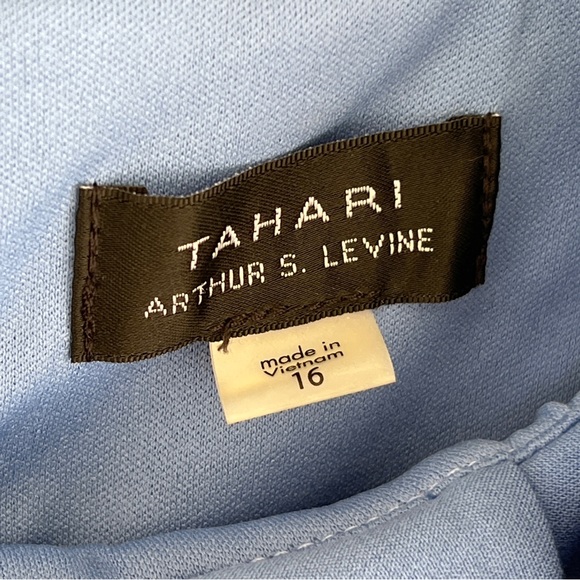 TAHARI
ARTHUR S. LEVINE
made in
Vietnam
16